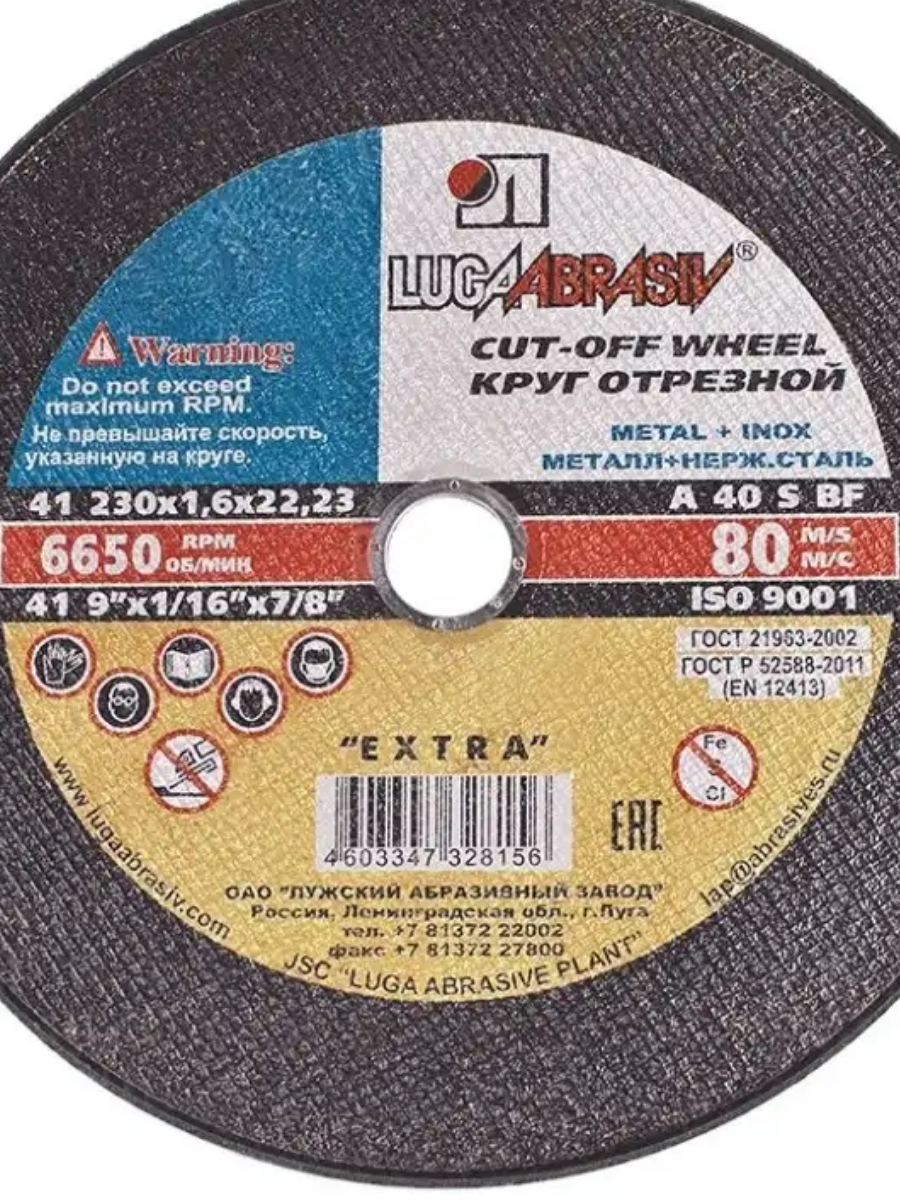 Л
LUGAABRASIV®
CUT-OFF WHEEL
КРУГ ОТРЕЗНОЙ
METAL + INOX
МЕТАЛЛ+НЕРЖ.СТАЛЬ
Warning:
Do not exceed
maximum RPM.
Не превышайте скорость,
указанную на круге.
41 230x1,6x22,23
A 40 S BF
6650 RPM
ОБ/МИН
80 M/S
М/С
41 9"x1/16"x7/8"
ISO 9001
ГОСТ 21963-2002
ГОСТ Р 52588-2011
(EN 12413)
"EXTRA"
Fe
S
Cl
4603347 328156
EAC
www.lugaabrasiv.com
lap@abrasives.ru
ОАО "ЛУЖСКИЙ АБРАЗИВНЫЙ ЗАВОД"
Россия, Ленинградская обл., г.Луга
тел. +7 81372 22002
факс +7 81372 27800
JSC "LUGA ABRASIVE PLANT"